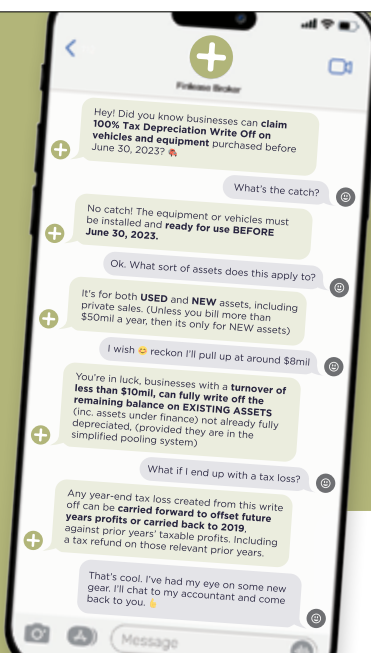 Finlease Broker
Hey! Did you know businesses can claim
100% Tax Depreciation Write Off on
vehicles and equipment purchased before
June 30, 2023?
What's the catch?
No catch! The equipment or vehicles must
be installed and ready for use BEFORE
June 30, 2023.
Ok. What sort of assets does this apply to?
It's for both USED and NEW assets, including
private sales. (Unless you bill more than
$50mil a year, then its only for NEW assets)
I wish 😊 reckon I'll pull up at around $8mil
You're in luck, businesses with a turnover of
less than $10mil, can fully write off the
remaining balance on EXISTING ASSETS
(inc. assets under finance) not already fully
depreciated, (provided they are in the
simplified pooling system)
What if I end up with a tax loss?
Any year-end tax loss created from this write
off can be carried forward to offset future
years profits or carried back to 2019,
against prior years' taxable profits. Including
a tax refund on those relevant prior years.
That's cool. I've had my eye on some new
gear. I'll chat to my accountant and come
back to you. 👆
Message